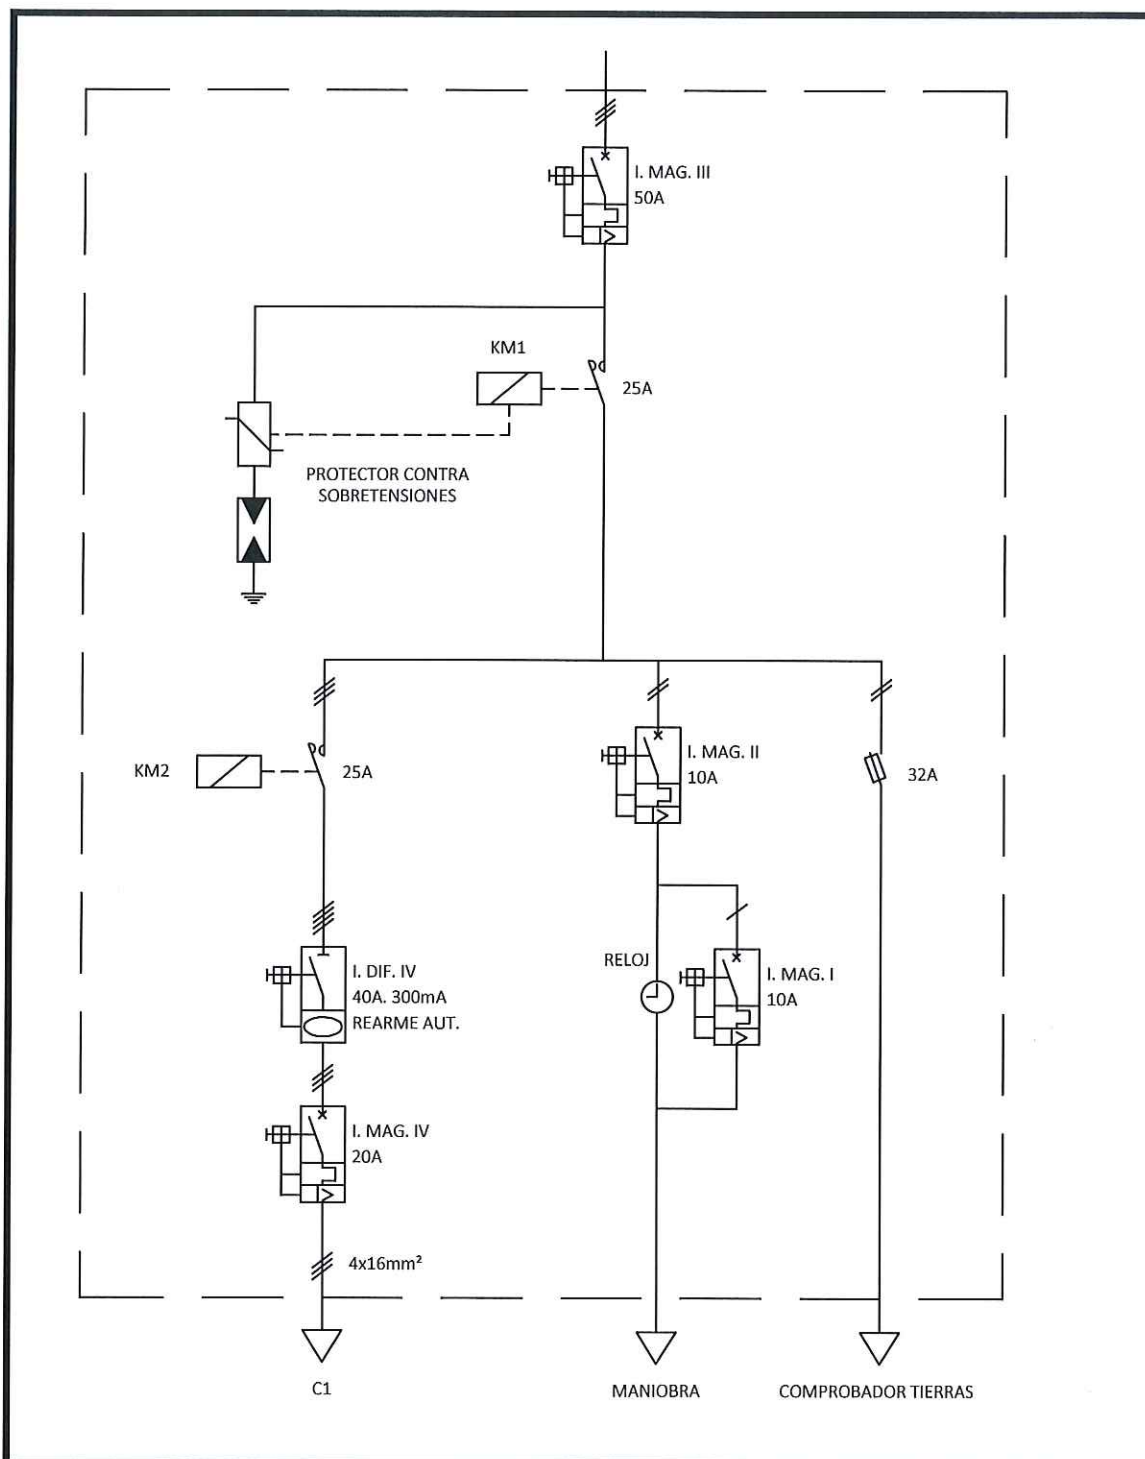 I. MAG. III
50A
KM1
25A
PROTECTOR CONTRA
SOBRETENSIONES
KM2
25A
I. MAG. II
10A
32A
I. DIF. IV
40A. 300mA
REARME AUT.
RELOJ
I. MAG. I
10A
I. MAG. IV
20A
4x16mm²
C1
MANIOBRA
COMPROBADOR TIERRAS